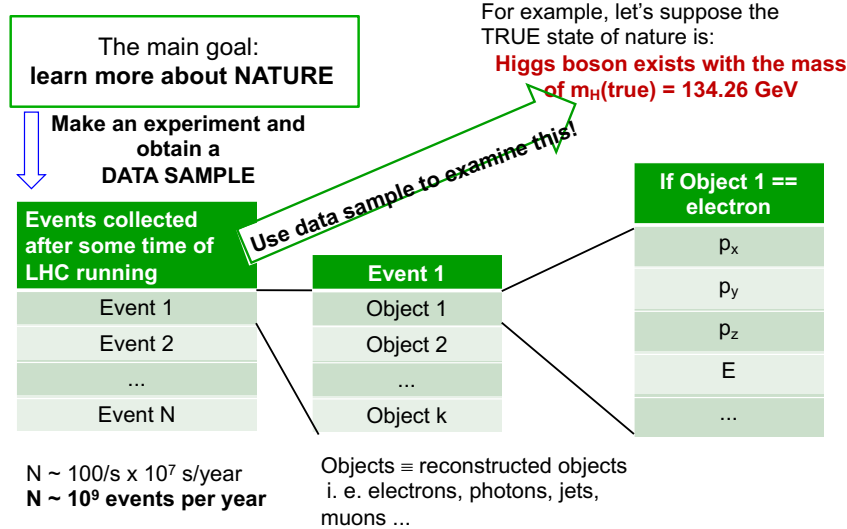 The main goal:
learn more about NATURE
For example, let's suppose the
TRUE state of nature is:
Higgs boson exists with the mass
of mH(true) = 134.26 GeV
Make an experiment and
obtain a
DATA SAMPLE
Use data sample to examine this!
Events collected
after some time of
LHC running
Event 1
Event 2
...
Event N
Event 1
Object 1
Object 2
...
Object k
If Object 1 ==
electron
px
py
pz
E
...
N ~ 100/s x 10⁷ s/year
N ~ 10⁹ events per year
Objects ≡ reconstructed objects
i. e. electrons, photons, jets,
muons ...